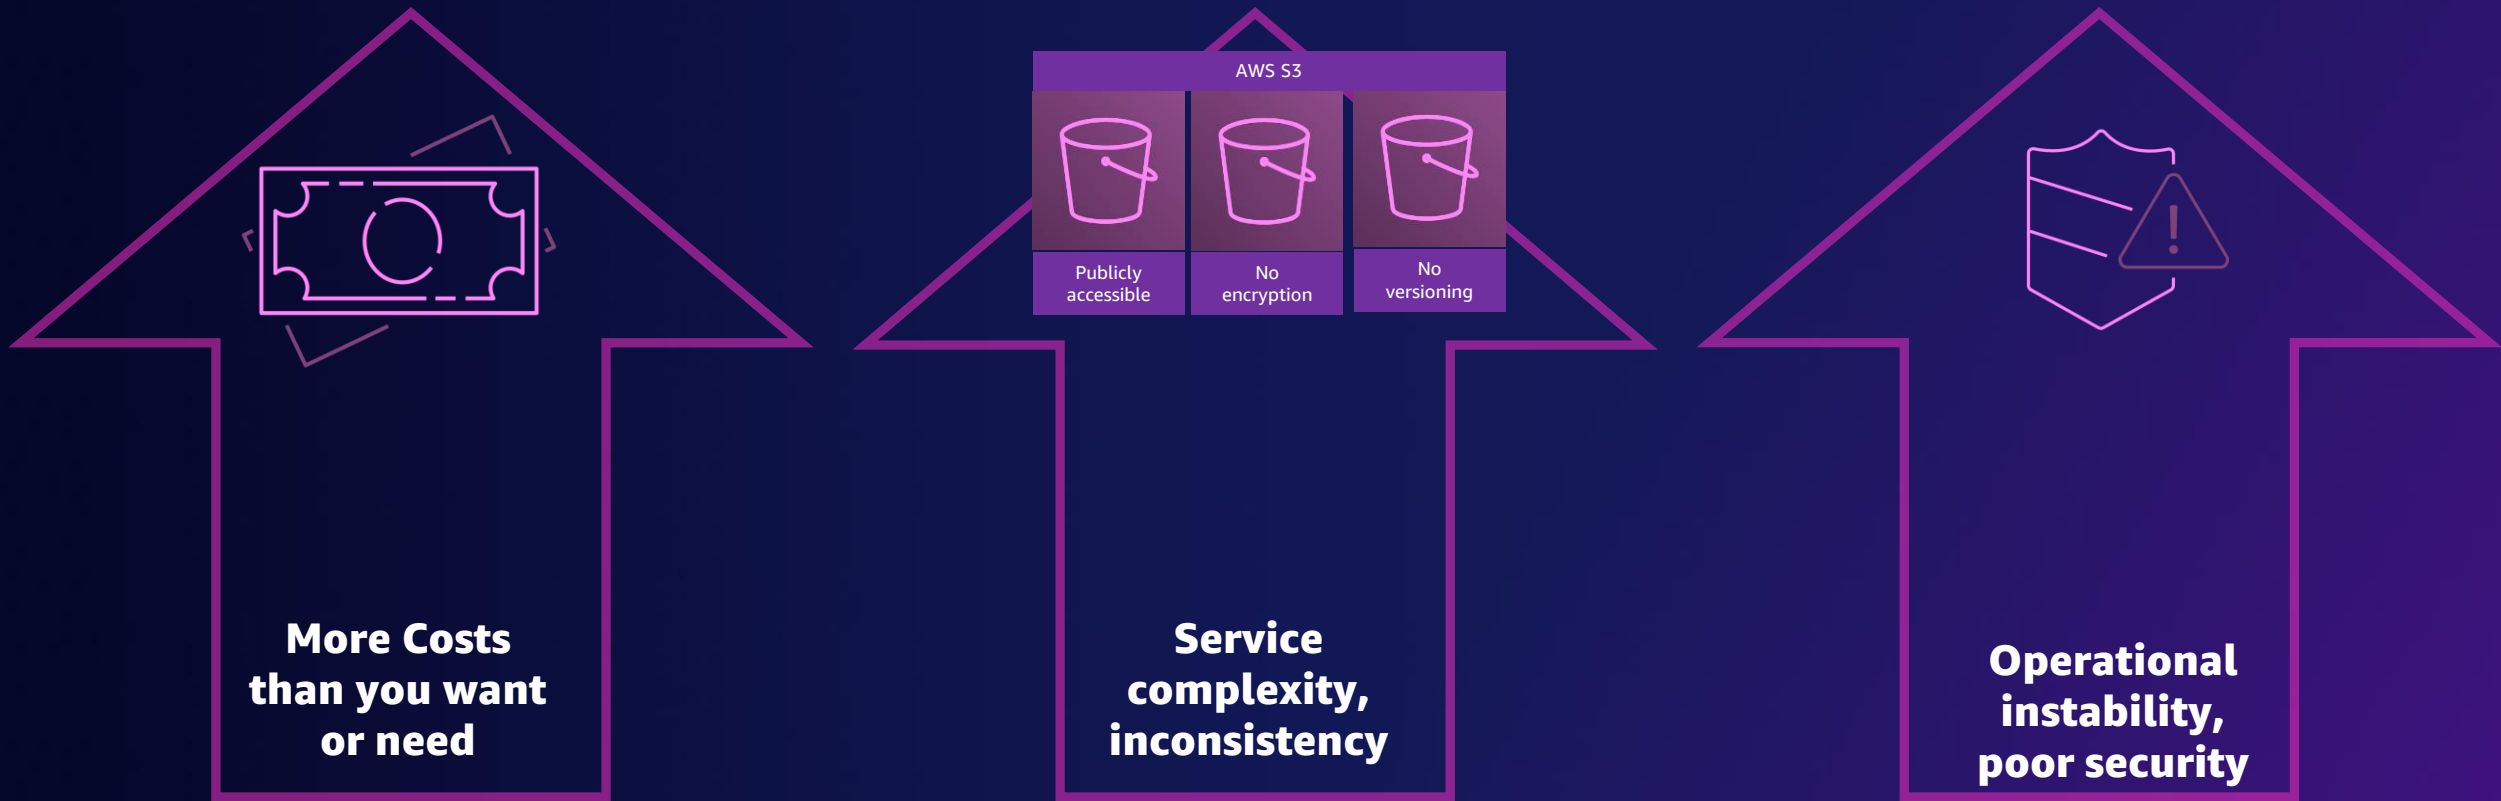 AWS S3
Publicly
accessible
No
encryption
No
versioning
More Costs
than you want
or need
Service
complexity,
inconsistency
Operational
instability,
poor security